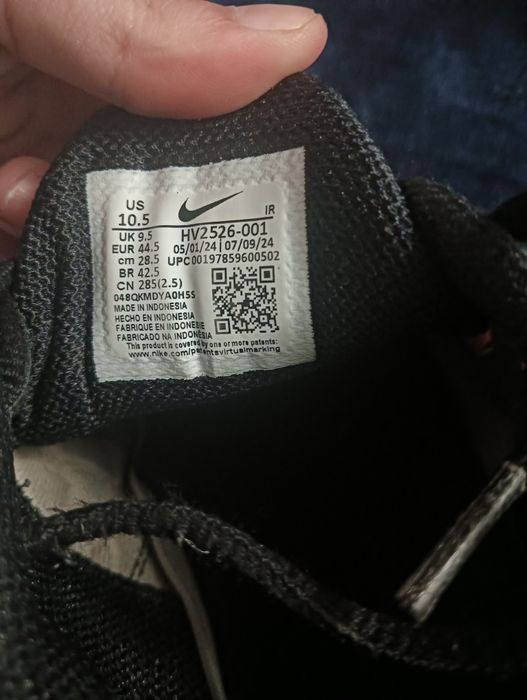 US
10.5
IR
UK 9.5
HV2526-001
EUR 44.5
05/01/24 | 07/09/24
cm 28.5
UPC00197859600502
BR 42.5
CN 285(2.5)
048QKMDYA0H5S
MADE IN INDONESIA
HECHO EN INDONESIA
FABRIQUE EN INDONESIE
FABRICADO NA INDONÉSIA
This product is covered by one or more patents:
www.nike.com/patentsvirtualmarking